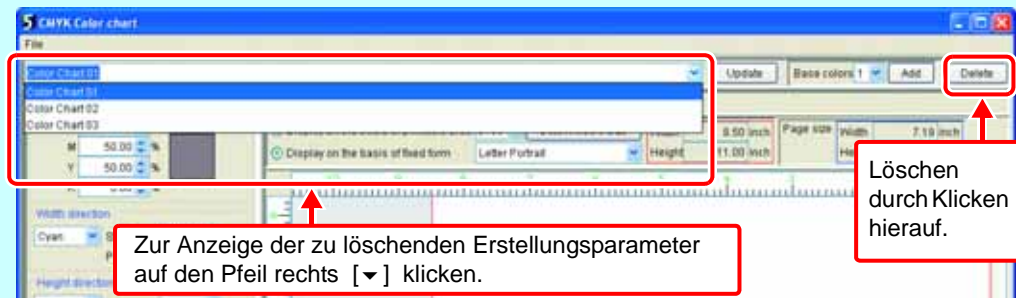 5 CMYK Color chart
File
Color Chart 01
Update
Base colors 1
Add
Delete
Color Chart 01
Color Chart 02
Color Chart 03
M 50.00 %
Y 50.00 %
Display on the basis of fixed form
Letter Portrait
Height
8.50 inch
11.00 inch
Page size
Width
7.19 inch
Width direction
Cyan
Height direction
Löschen
durch Klicken
hierauf.
Zur Anzeige der zu löschenden Erstellungsparameter
auf den Pfeil rechts [▼] klicken.